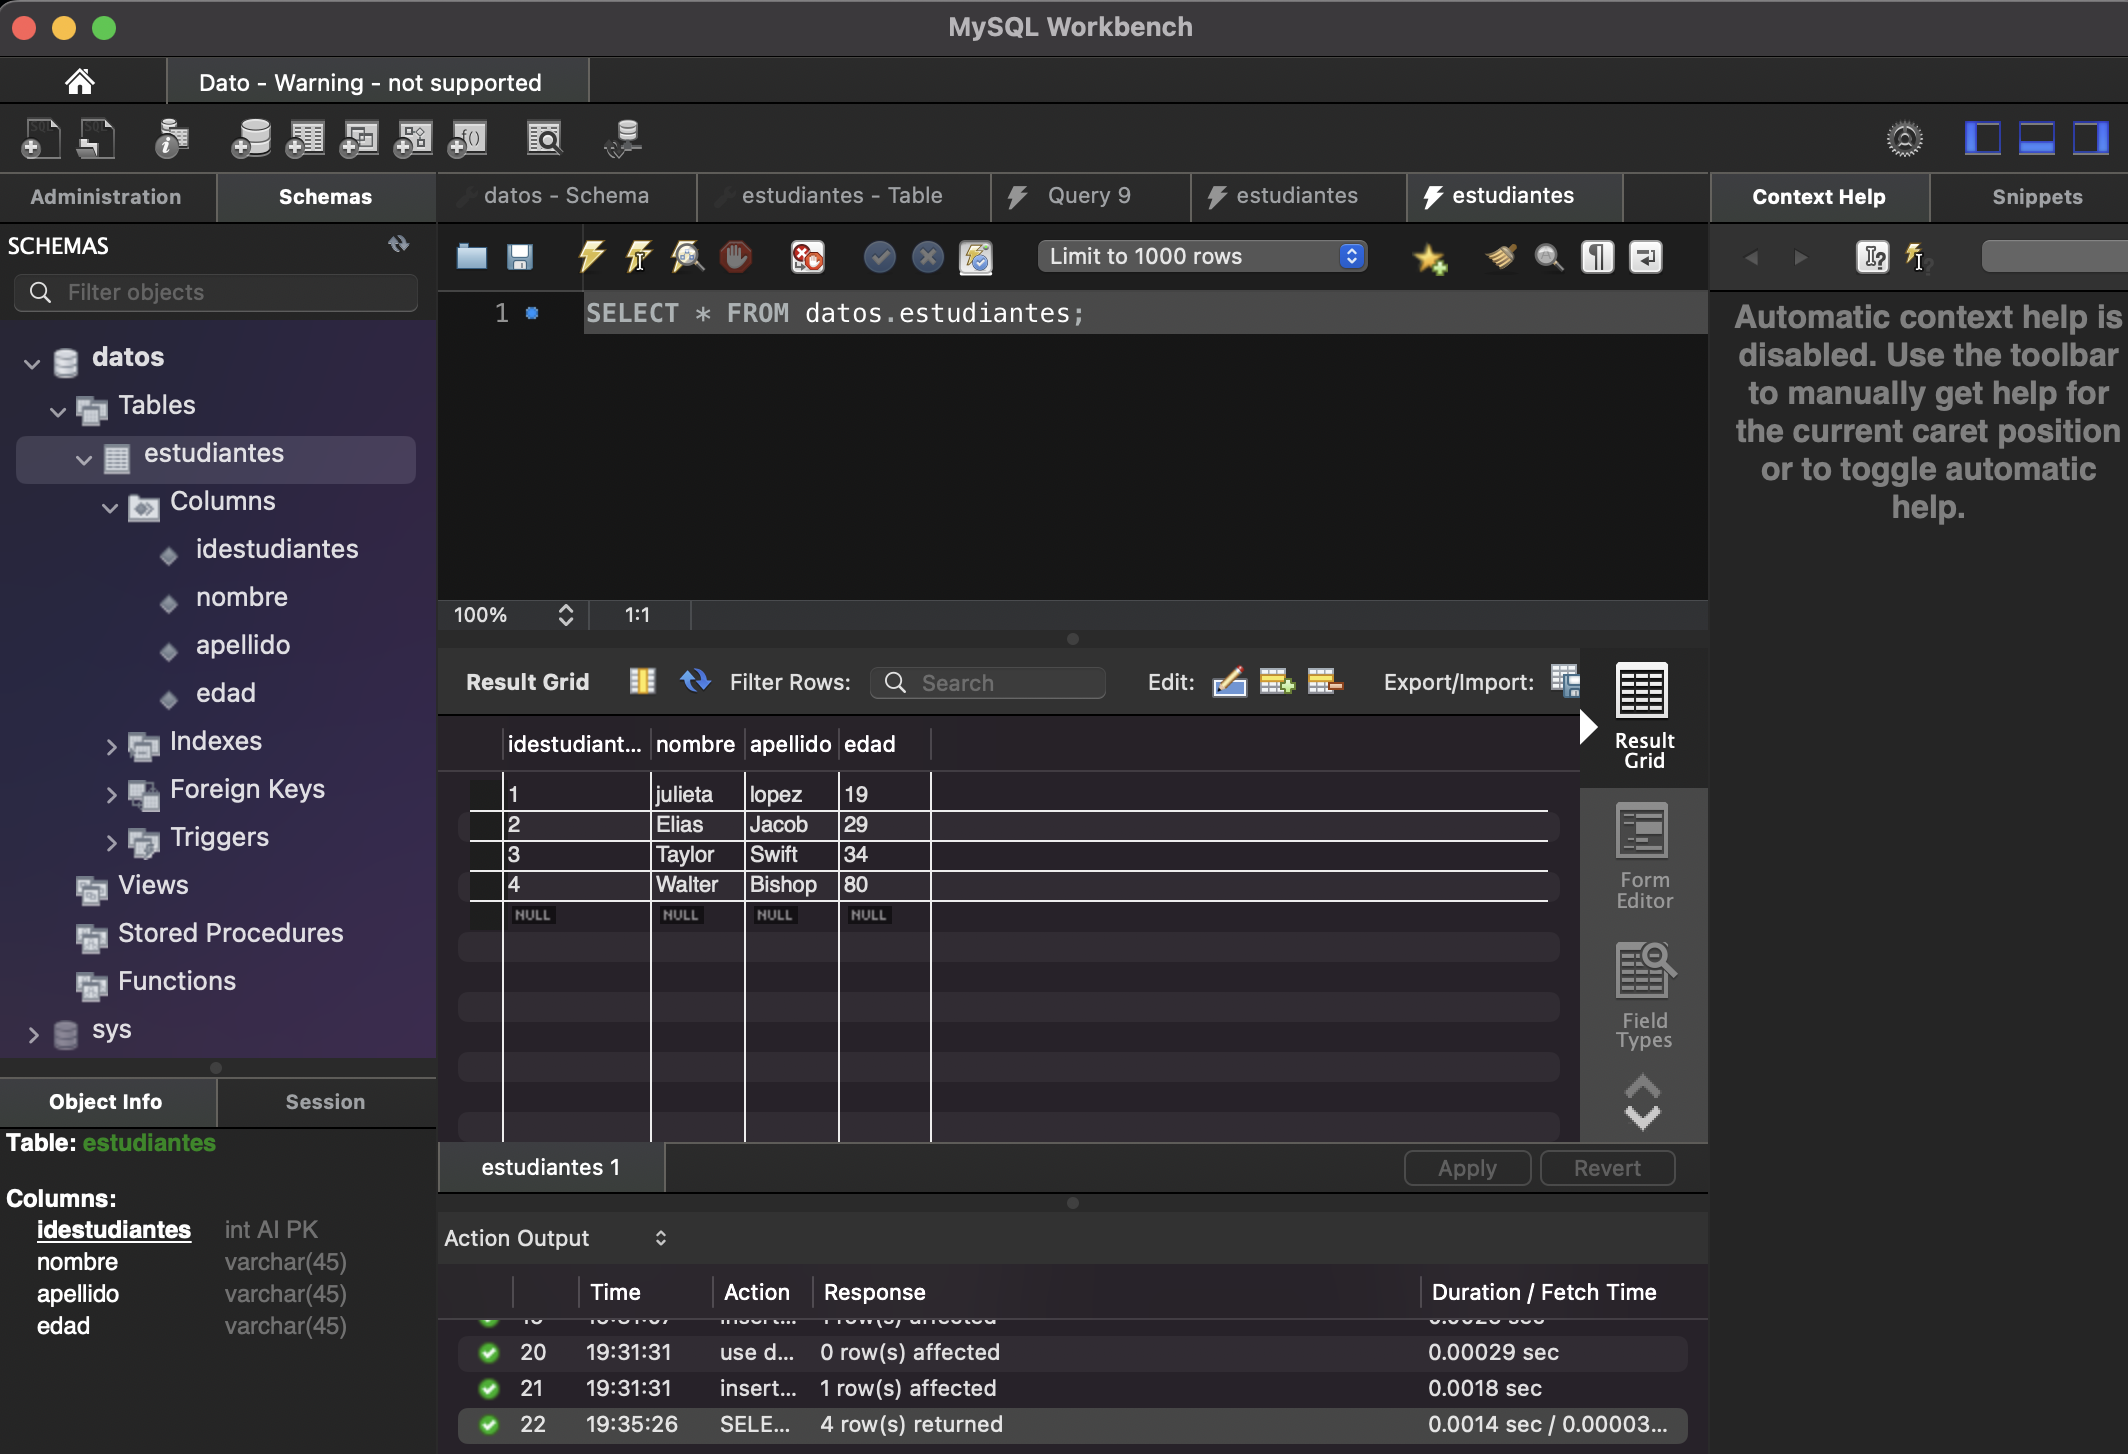 MySQL Workbench
Dato - Warning - not supported
Administration
Schemas
datos - Schema
estudiantes - Table
Query 9
estudiantes
estudiantes
Context Help
Snippets
SCHEMAS
Filter objects
datos
Tables
estudiantes
Columns
idestudiantes
nombre
apellido
edad
Indexes
Foreign Keys
Triggers
Views
Stored Procedures
Functions
sys
Object Info
Session
Table: estudiantes
Columns:
idestudiantes int AI PK
nombre varchar(45)
apellido varchar(45)
edad varchar(45)
Limit to 1000 rows
1 SELECT * FROM datos.estudiantes;
100% 1:1
Result Grid Filter Rows: Search Edit: Export/Import:
idestudiant... nombre apellido edad
1 julieta lopez 19
2 Elias Jacob 29
3 Taylor Swift 34
4 Walter Bishop 80
NULL NULL NULL NULL
Result
Grid
Form
Editor
Field
Types
estudiantes 1
Apply Revert
Action Output
Time Action Response Duration / Fetch Time
20 19:31:31 use d... 0 row(s) affected 0.00029 sec
21 19:31:31 insert... 1 row(s) affected 0.0018 sec
22 19:35:26 SELE... 4 row(s) returned 0.0014 sec / 0.00003...
Automatic context help is
disabled. Use the toolbar
to manually get help for
the current caret position
or to toggle automatic
help.